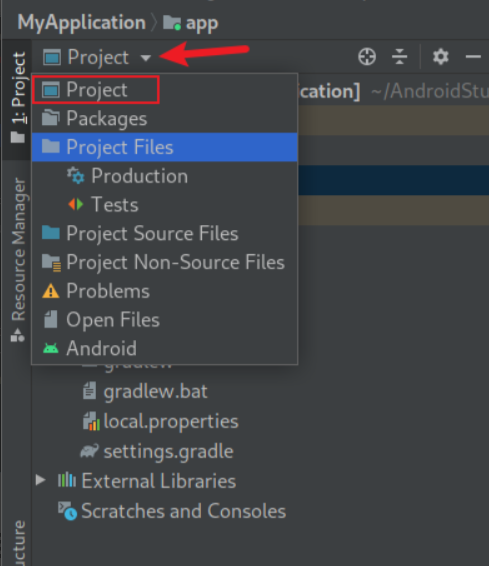 MyApplication app
Project
1: Project
Resource Manager
Project
Packages
Project Files
Production
Tests
Project Source Files
Project Non-Source Files
Problems
Open Files
Android
cation] ~/AndroidStu
gradlew
gradlew.bat
local.properties
settings.gradle
External Libraries
Scratches and Consoles
ucture